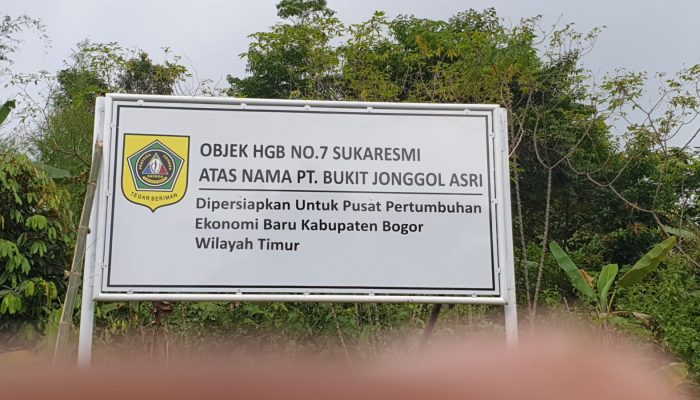 OBJEK HGB NO.7 SUKARESMI
ATAS NAMA PT. BUKIT JONGGOL ASRI
Dipersiapkan Untuk Pusat Pertumbuhan
Ekonomi Baru Kabupaten Bogor
Wilayah Timur
TEGAR BERIMAN